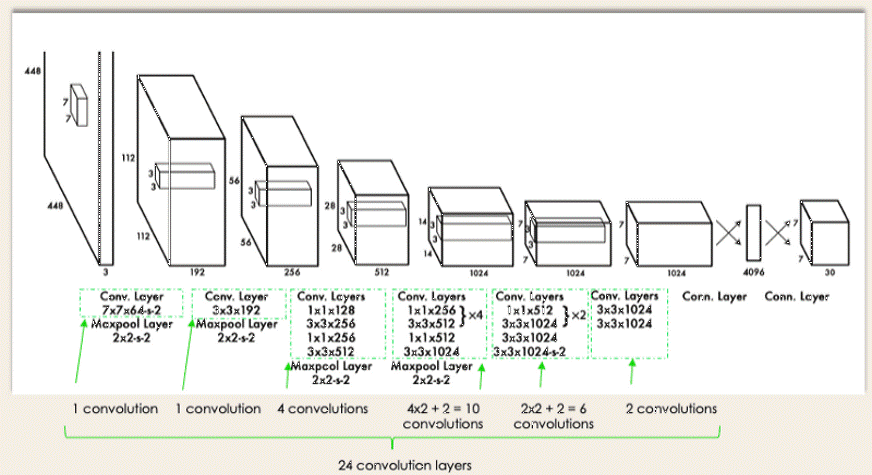 448
7
7
448
3
112
3
3
112
192
56
3
3
56
256
28
3
3
28
512
14
3
3
14
1024
7
3
3
7
1024
7
7
1024
4096
7
7
30
Conv. Layer
7x7x64-s-2
Maxpool Layer
2x2-s-2
Conv. Layer
3x3x192
Maxpool Layer
2x2-s-2
Conv. Layers
1x1x128
3x3x256
1x1x256
3x3x512
Maxpool Layer
2x2-s-2
Conv. Layers
1x1x256
3x3x512
}×4
1x1x512
3x3x1024
Maxpool Layer
2x2-s-2
Conv. Layers
1x1x512
3x3x1024
}×2
3x3x1024
3x3x1024-s-2
Conv. Layers
3x3x1024
3x3x1024
Conn. Layer
Conn. Layer
1 convolution
1 convolution
4 convolutions
4x2 + 2 = 10
convolutions
2x2 + 2 = 6
convolutions
2 convolutions
24 convolution layers